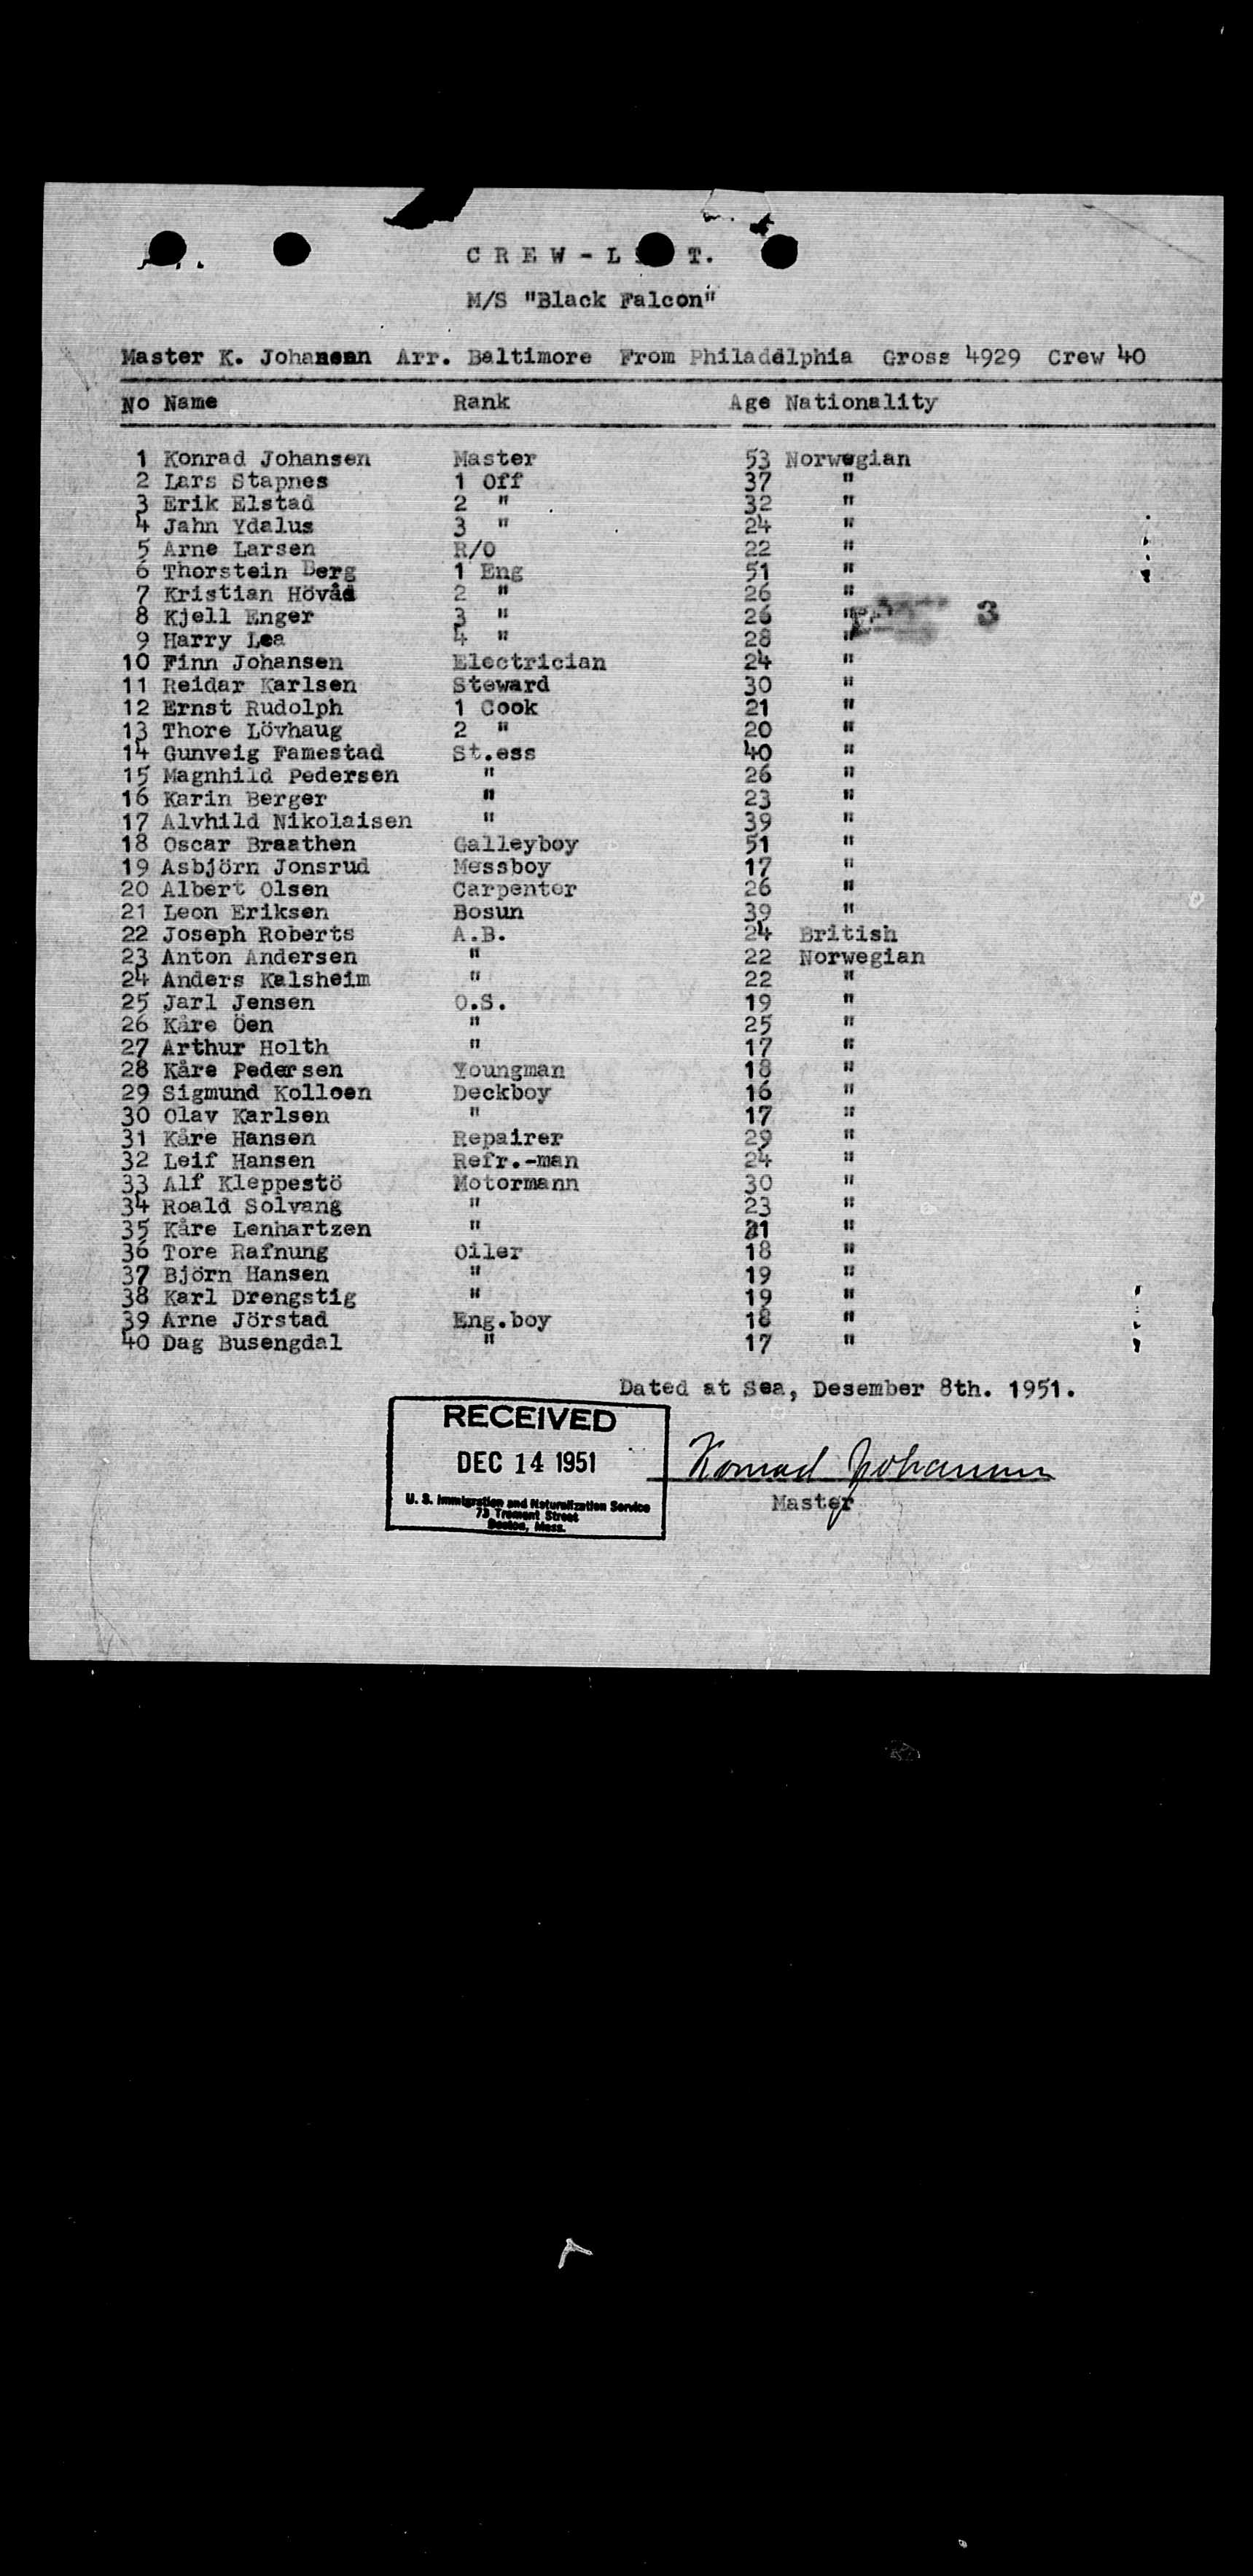 CREW-L T.
M/S "Black Falcon"
Master K. Johansen Arr. Baltimore From Philadelphia Gross 4929 Crew 40
No Name Rank Age Nationality
1 Konrad Johansen Master 53 Norwegian
2 Lars Stapnes 1 Off 37 "
3 Erik Elstad 2 " 32 "
4 Jahn Ydalus 3 " 24 "
5 Arne Larsen R/O 22 "
6 Thorstein Berg 1 Eng 51 "
7 Kristian Hövåd 2 " 26 "
8 Kjell Enger 3 " 26 " 3
9 Harry Lea 4 " 28 "
10 Finn Johansen Electrician 24 "
11 Reidar Karlsen Steward 30 "
12 Ernst Rudolph 1 Cook 21 "
13 Thore Lövhaug 2 " 20 "
14 Gunveig Famestad St.ess 40 "
15 Magnhild Pedersen " 26 "
16 Karin Berger " 23 "
17 Alvhild Nikolaisen " 39 "
18 Oscar Braathen Galleyboy 51 "
19 Asbjörn Jonsrud Messboy 17 "
20 Albert Olsen Carpenter 26 "
21 Leon Eriksen Bosun 39 "
22 Joseph Roberts A.B. 24 British
23 Anton Andersen " 22 Norwegian
24 Anders Kalsheim " 22 "
25 Jarl Jensen O.S. 19 "
26 Kåre Öen " 25 "
27 Arthur Holth " 17 "
28 Kåre Pedersen Youngman 18 "
29 Sigmund Kolloen Deckboy 16 "
30 Olav Karlsen " 17 "
31 Kåre Hansen Repairer 29 "
32 Leif Hansen Refr.-man 24 "
33 Alf Kleppestö Motormann 30 "
34 Roald Solvang " 23 "
35 Kåre Lenhartzen " 21 "
36 Tore Rafnung Oiler 18 "
37 Björn Hansen " 19 "
38 Karl Drengstig " 19 "
39 Arne Jörstad Eng.boy 18 "
40 Dag Busengdal " 17 "
Dated at Sea, Desember 8th. 1951.
RECEIVED
DEC 14 1951
U. S. Immigration and Naturalization Service
73 Tremont Street
Boston, Mass.
Konrad Johansen
Master